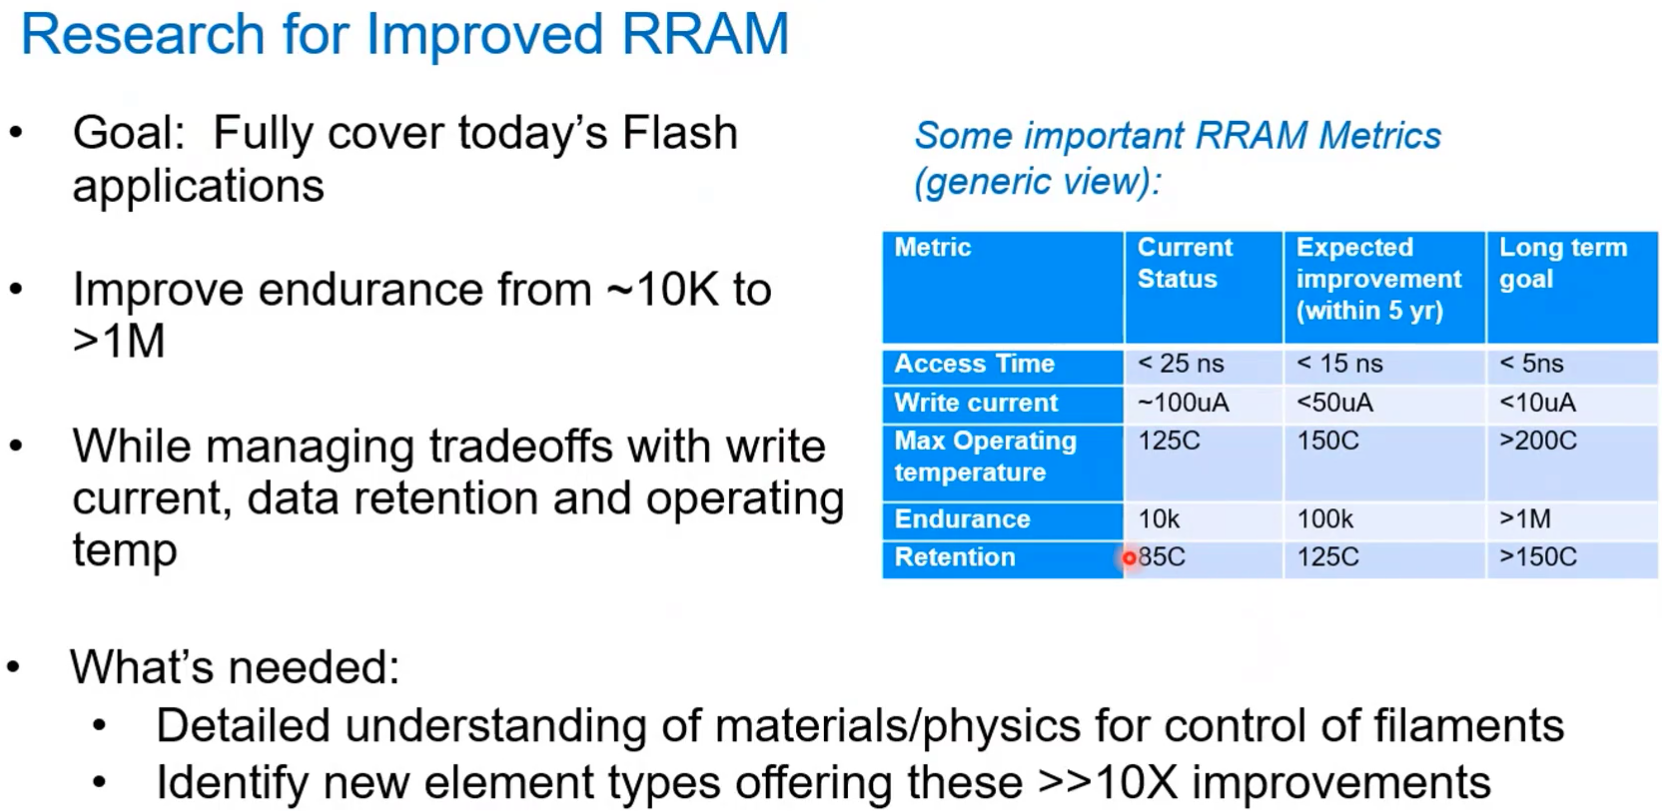 Research for Improved RRAM
• Goal:  Fully cover today's Flash
applications
• Improve endurance from ~10K to
>1M
• While managing tradeoffs with write
current, data retention and operating
temp
Some important RRAM Metrics
(generic view):
Metric Current Status Expected improvement (within 5 yr) Long term goal
Access Time < 25 ns < 15 ns < 5ns
Write current ~100uA <50uA <10uA
Max Operating temperature 125C 150C >200C
Endurance 10k 100k >1M
Retention 85C 125C >150C
• What's needed:
• Detailed understanding of materials/physics for control of filaments
• Identify new element types offering these >>10X improvements